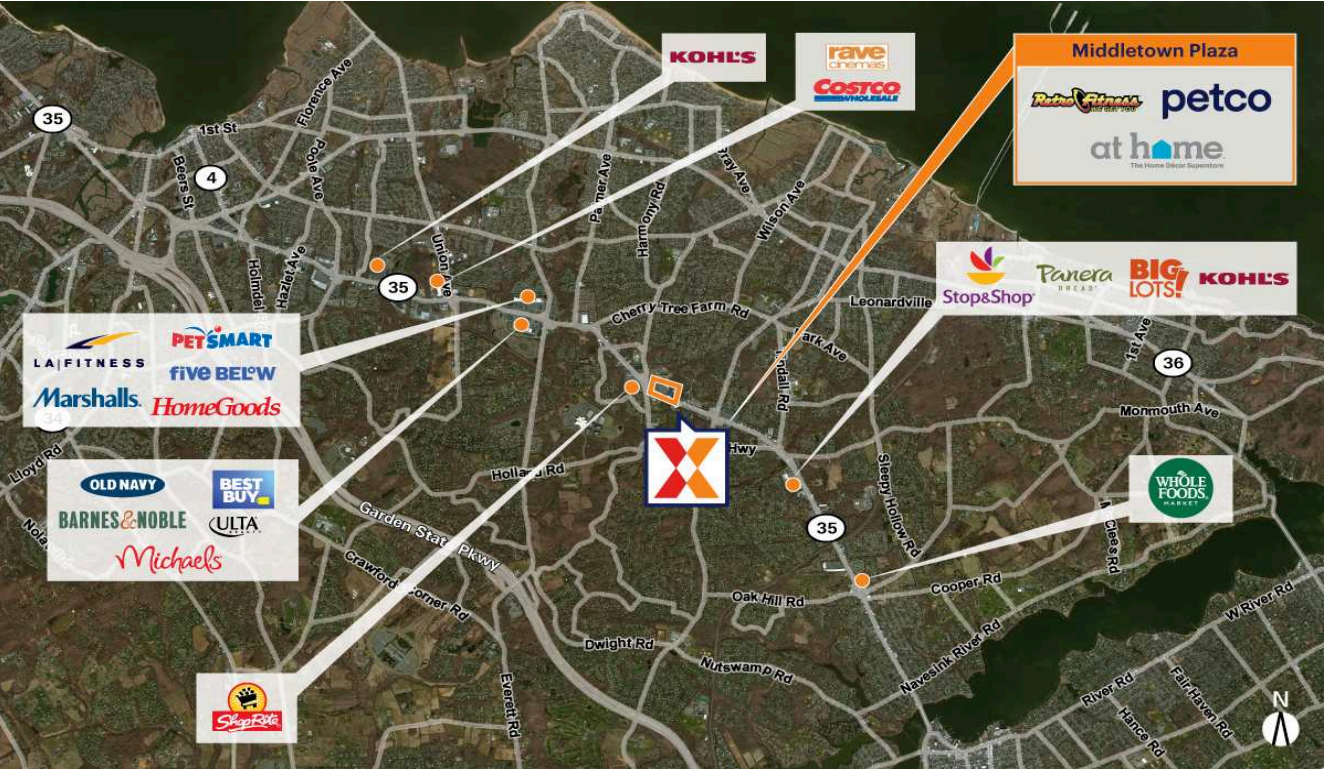 KOHL'S
rave
cinemas
COSTCO
WHOLESALE
Middletown Plaza
Retro Fitness
petco
at home
The Home Décor Superstore
35
1st St
Florence Ave
Poole Ave
Beers St
4
Palmer Ave
Harmony Rd
Wilson Ave
Union Ave
35
Hazlet Ave
Stop&Shop
Panera
BREAD
BIG
LOTS!
KOHL'S
Leonardville
Cherry Tree Farm Rd
1st Ave
36
LA|FITNESS
PETSMART
five BELOW
Marshalls.
HomeGoods
34
Monmouth Ave
Hwy
Lloyd Rd
Holland Rd
Sleepy Hollow Rd
OLD NAVY
BEST
BUY
BARNES&NOBLE
ULTA
BEAUTY
Michaels
WHOLE
FOODS
MARKET
Garden State Pkwy
35
Crawford Corner Rd
Oak Hill Rd
Cooper Rd
W River Rd
Dwight Rd
Nutswamp Rd
Navesink River Rd
River Rd
Fair Haven Rd
Hance Rd
Everett Rd
ShopRite
N